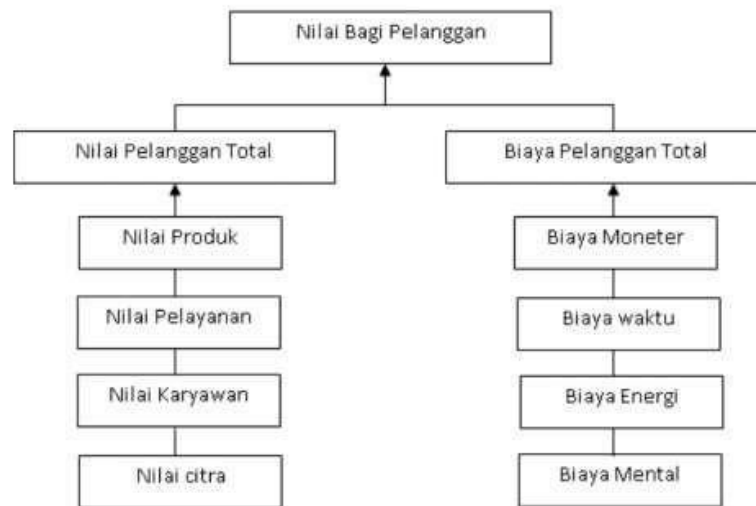 Nilai Bagi Pelanggan
Nilai Pelanggan Total
Biaya Pelanggan Total
Nilai Produk
Biaya Moneter
Nilai Pelayanan
Biaya waktu
Nilai Karyawan
Biaya Energi
Nilai citra
Biaya Mental